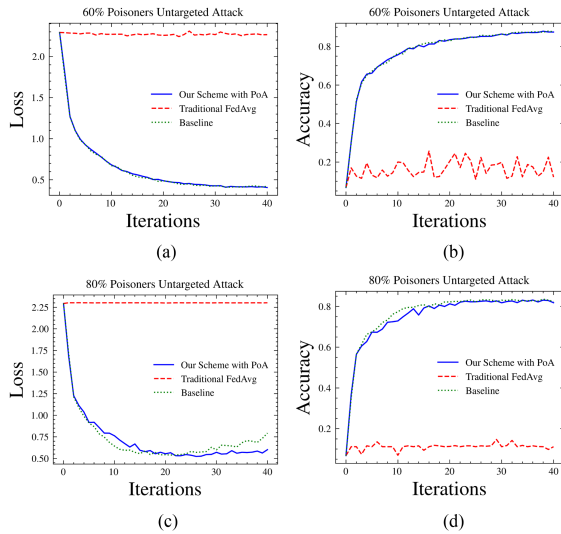 60% Poisoners Untargeted Attack
Loss
2.0
1.5
1.0
0.5
Our Scheme with PoA
Traditional FedAvg
Baseline
0 10 20 30 40
Iterations
(a)
60% Poisoners Untargeted Attack
Accuracy
0.8
0.6
0.4
0.2
Our Scheme with PoA
Traditional FedAvg
Baseline
0 10 20 30 40
Iterations
(b)
80% Poisoners Untargeted Attack
Loss
2.25
2.00
1.75
1.50
1.25
1.00
0.75
0.50
Our Scheme with PoA
Traditional FedAvg
Baseline
0 10 20 30 40
Iterations
(c)
80% Poisoners Untargeted Attack
Accuracy
0.8
0.6
0.4
0.2
Our Scheme with PoA
Traditional FedAvg
Baseline
0 10 20 30 40
Iterations
(d)